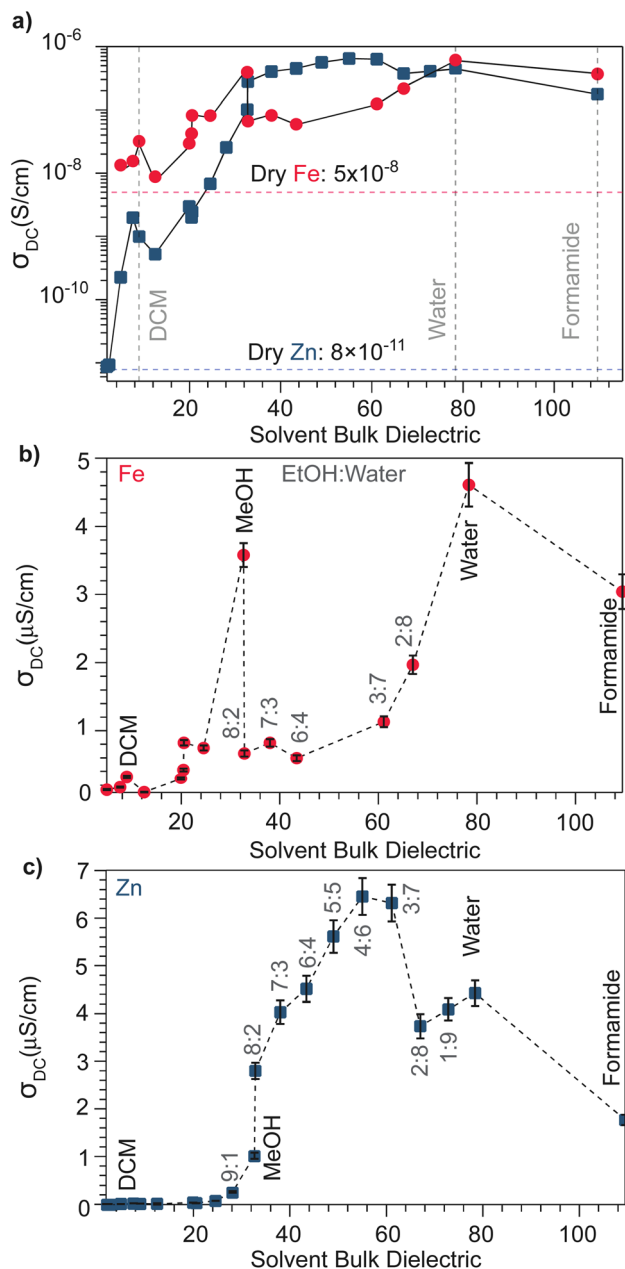 a)
10⁻⁶
10⁻⁸
10⁻¹⁰
σDC(S/cm)
Dry Fe: 5x10⁻⁸
Dry Zn: 8×10⁻¹¹
DCM
Water
Formamide
20
40
60
80
100
Solvent Bulk Dielectric
b)
Fe
EtOH:Water
5
4
3
2
1
0
σDC(μS/cm)
DCM
MeOH
8:2
7:3
6:4
3:7
2:8
Water
Formamide
20
40
60
80
100
Solvent Bulk Dielectric
c)
Zn
7
6
5
4
3
2
1
0
σDC(μS/cm)
DCM
9:1
MeOH
8:2
7:3
6:4
5:5
4:6
3:7
2:8
1:9
Water
Formamide
20
40
60
80
100
Solvent Bulk Dielectric